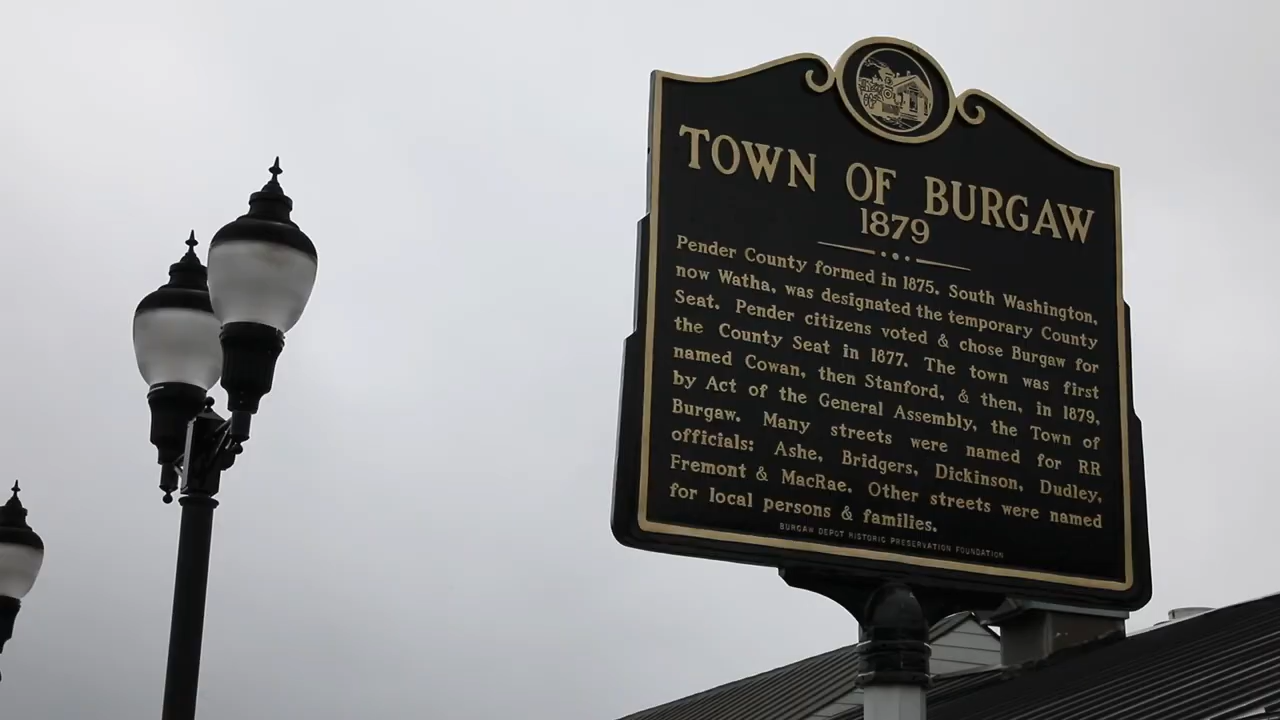 TOWN OF BURGAW
1879
Pender County formed in 1875. South Washington,
now Watha, was designated the temporary County
Seat. Pender citizens voted & chose Burgaw for
the County Seat in 1877. The town was first
named Cowan, then Stanford, & then, in 1879,
by Act of the General Assembly, the Town of
Burgaw. Many streets were named for RR
officials: Ashe, Bridgers, Dickinson, Dudley,
Fremont & MacRae. Other streets were named
for local persons & families.
BURGAW DEPOT HISTORIC PRESERVATION FOUNDATION